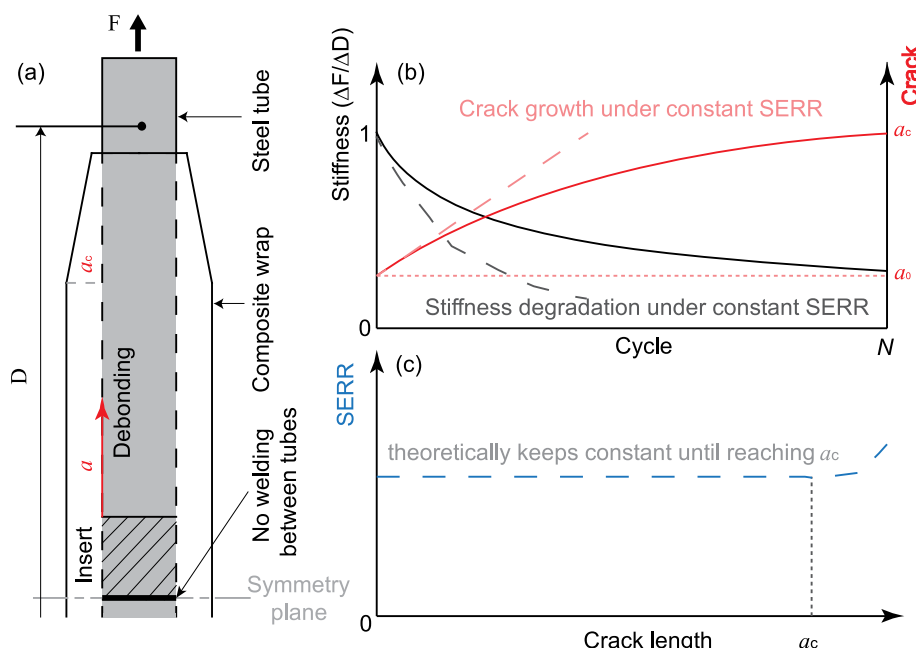 F
(a)
Steel tube
Composite wrap
ac
D
Debonding
a
No welding
between tubes
Insert
Symmetry
plane
(b)
Stiffness (ΔF/ΔD)
Crack
Crack growth under constant SERR
1
ac
a0
Stiffness degradation under constant SERR
0
Cycle
N
(c)
SERR
theoretically keeps constant until reaching ac
0
Crack length
ac